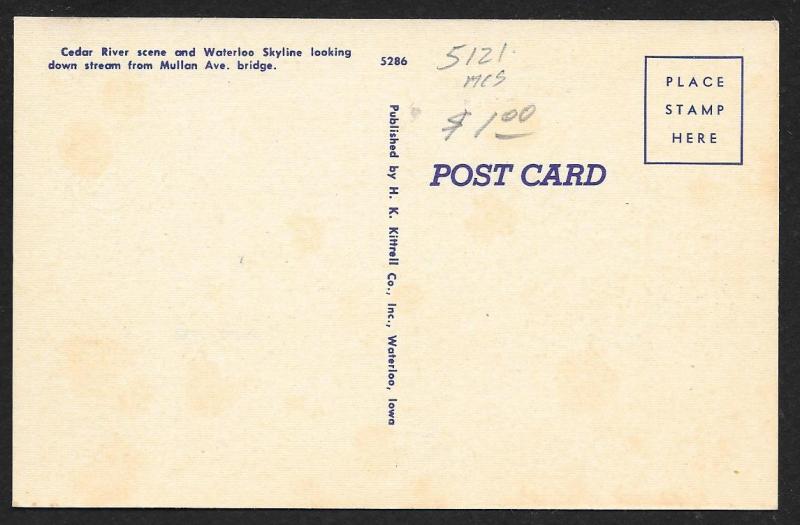 Cedar River scene and Waterloo Skyline looking
down stream from Mullan Ave. bridge.
5286
5121
MCS
$1.00
POST CARD
PLACE
STAMP
HERE
Published by H. K. Kittrell Co., Inc., Waterloo, Iowa